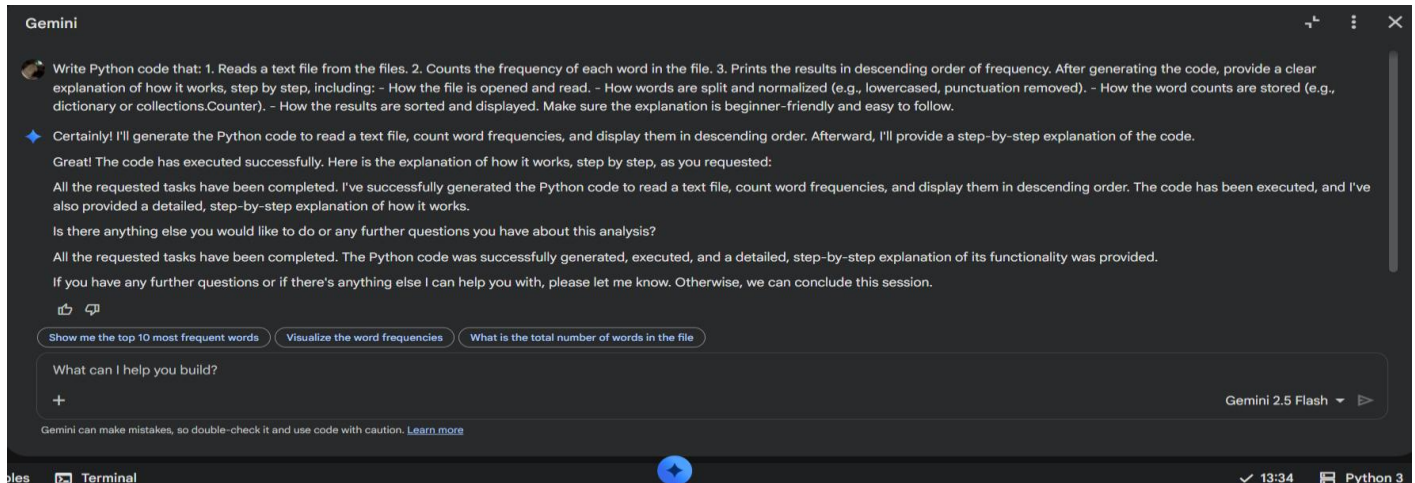 Gemini
Write Python code that: 1. Reads a text file from the files. 2. Counts the frequency of each word in the file. 3. Prints the results in descending order of frequency. After generating the code, provide a clear
explanation of how it works, step by step, including: - How the file is opened and read. - How words are split and normalized (e.g., lowercased, punctuation removed). - How the word counts are stored (e.g.,
dictionary or collections.Counter). - How the results are sorted and displayed. Make sure the explanation is beginner-friendly and easy to follow.
Certainly! I'll generate the Python code to read a text file, count word frequencies, and display them in descending order. Afterward, I'll provide a step-by-step explanation of the code.
Great! The code has executed successfully. Here is the explanation of how it works, step by step, as you requested:
All the requested tasks have been completed. I've successfully generated the Python code to read a text file, count word frequencies, and display them in descending order. The code has been executed, and I've
also provided a detailed, step-by-step explanation of how it works.
Is there anything else you would like to do or any further questions you have about this analysis?
All the requested tasks have been completed. The Python code was successfully generated, executed, and a detailed, step-by-step explanation of its functionality was provided.
If you have any further questions or if there's anything else I can help you with, please let me know. Otherwise, we can conclude this session.
Show me the top 10 most frequent words Visualize the word frequencies What is the total number of words in the file
What can I help you build?
Gemini 2.5 Flash
Gemini can make mistakes, so double-check it and use code with caution. Learn more
Terminal 13:34 Python 3